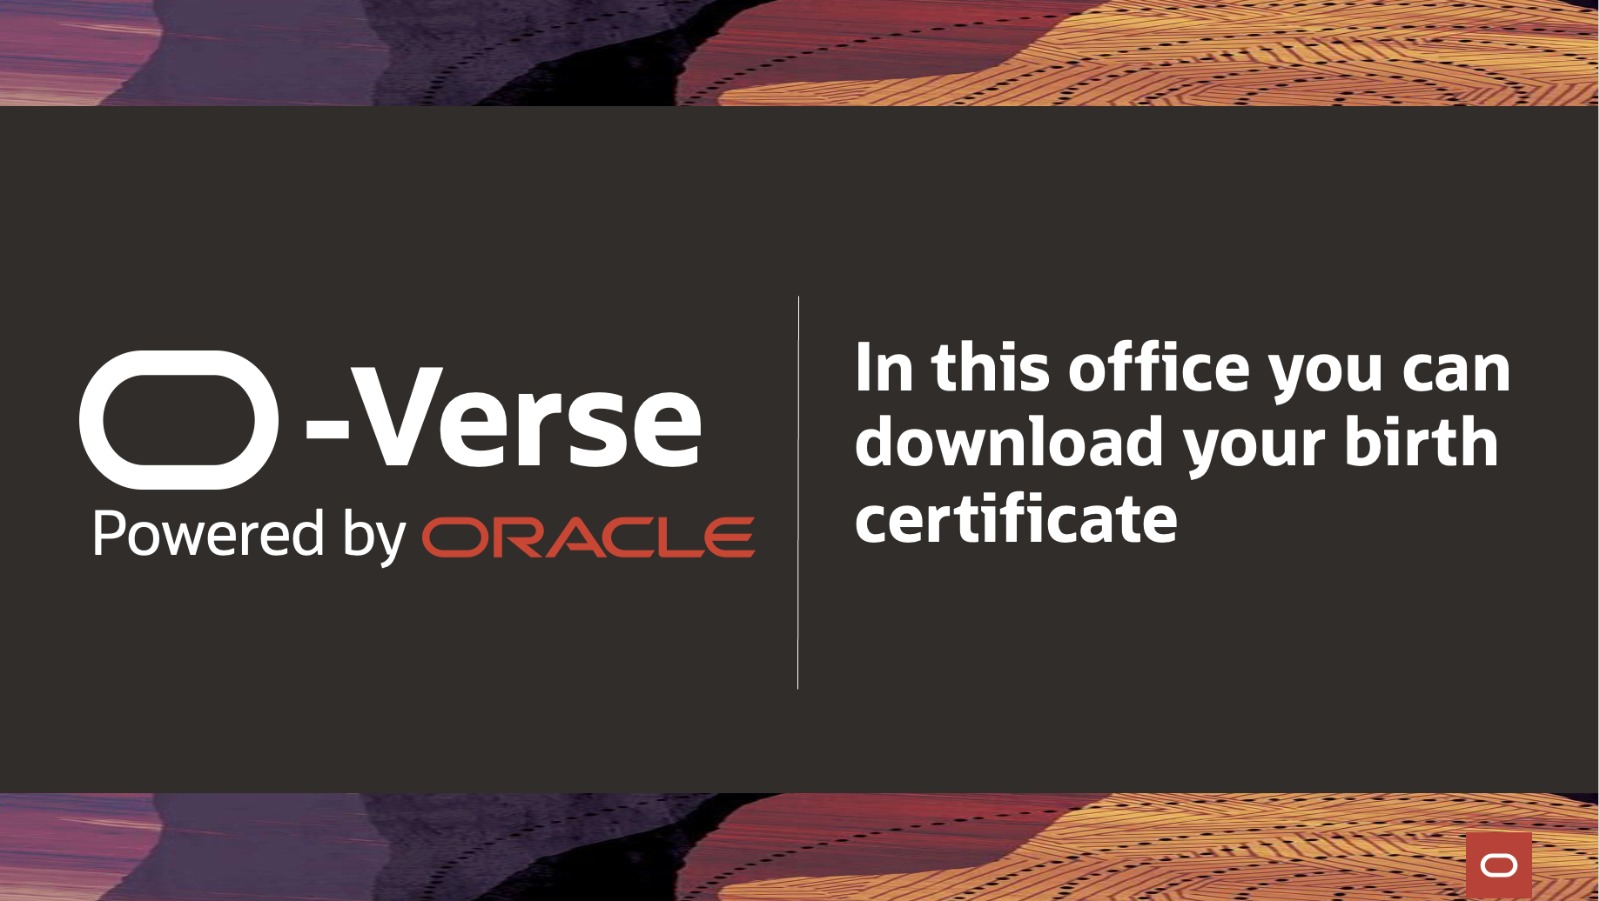 O-Verse
Powered by ORACLE
In this office you can
download your birth
certificate